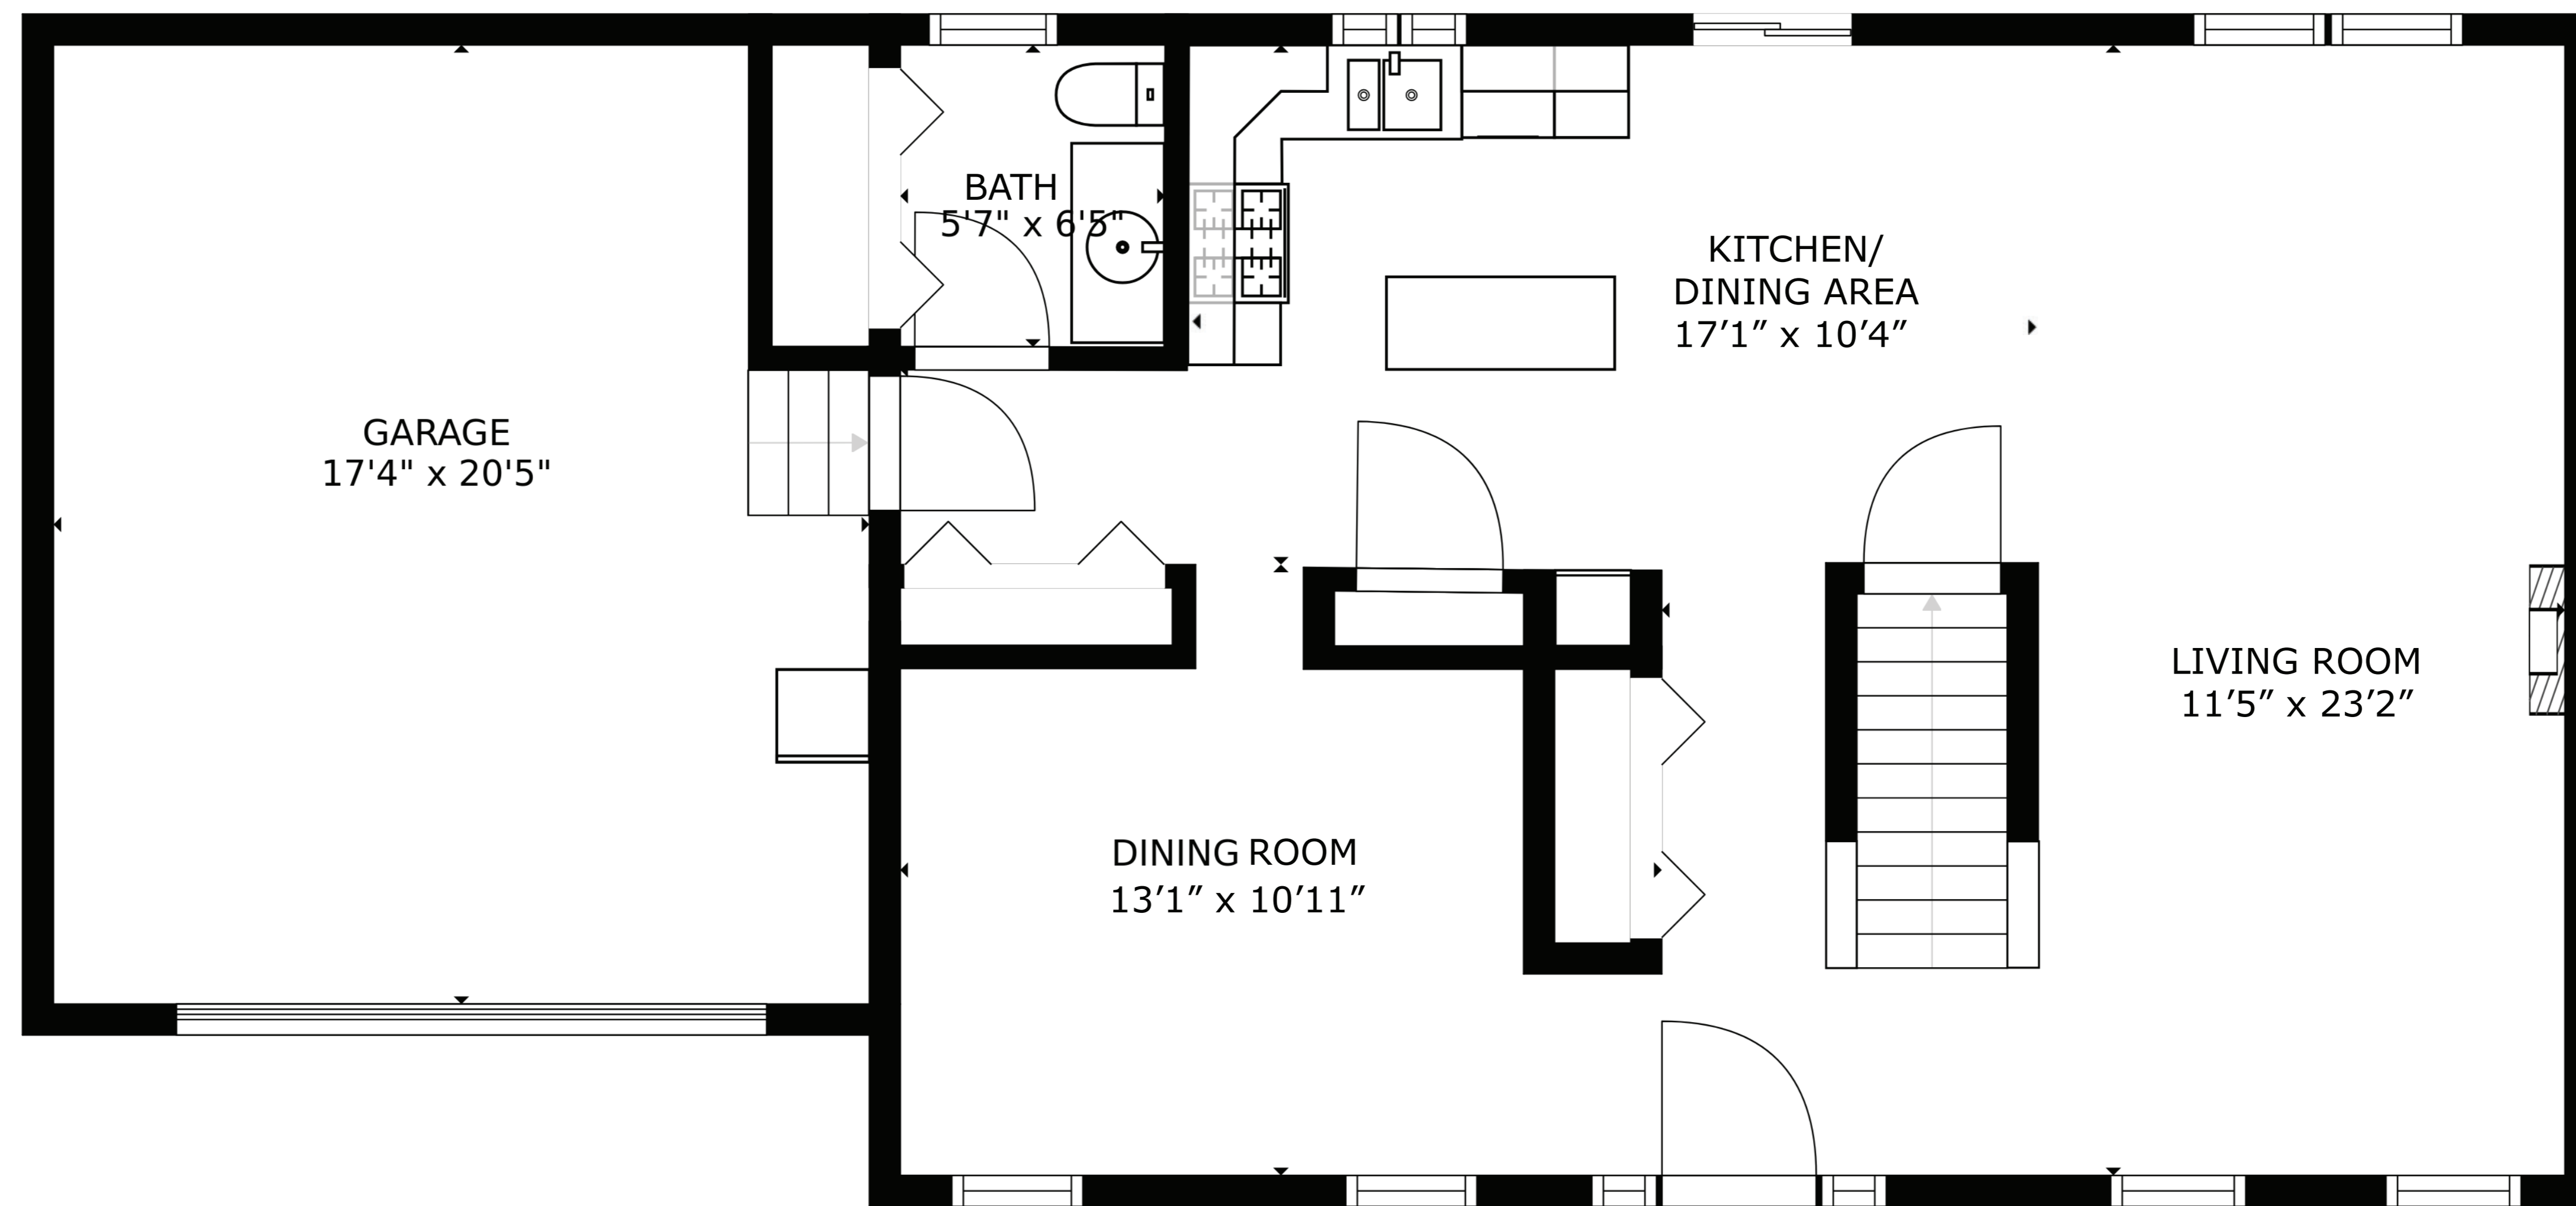 BATH
5'7" x 6'5"
KITCHEN/
DINING AREA
17’1” x 10’4”
GARAGE
17'4" x 20'5"
LIVING ROOM
11’5” x 23’2”
DINING ROOM
13’1” x 10’11”